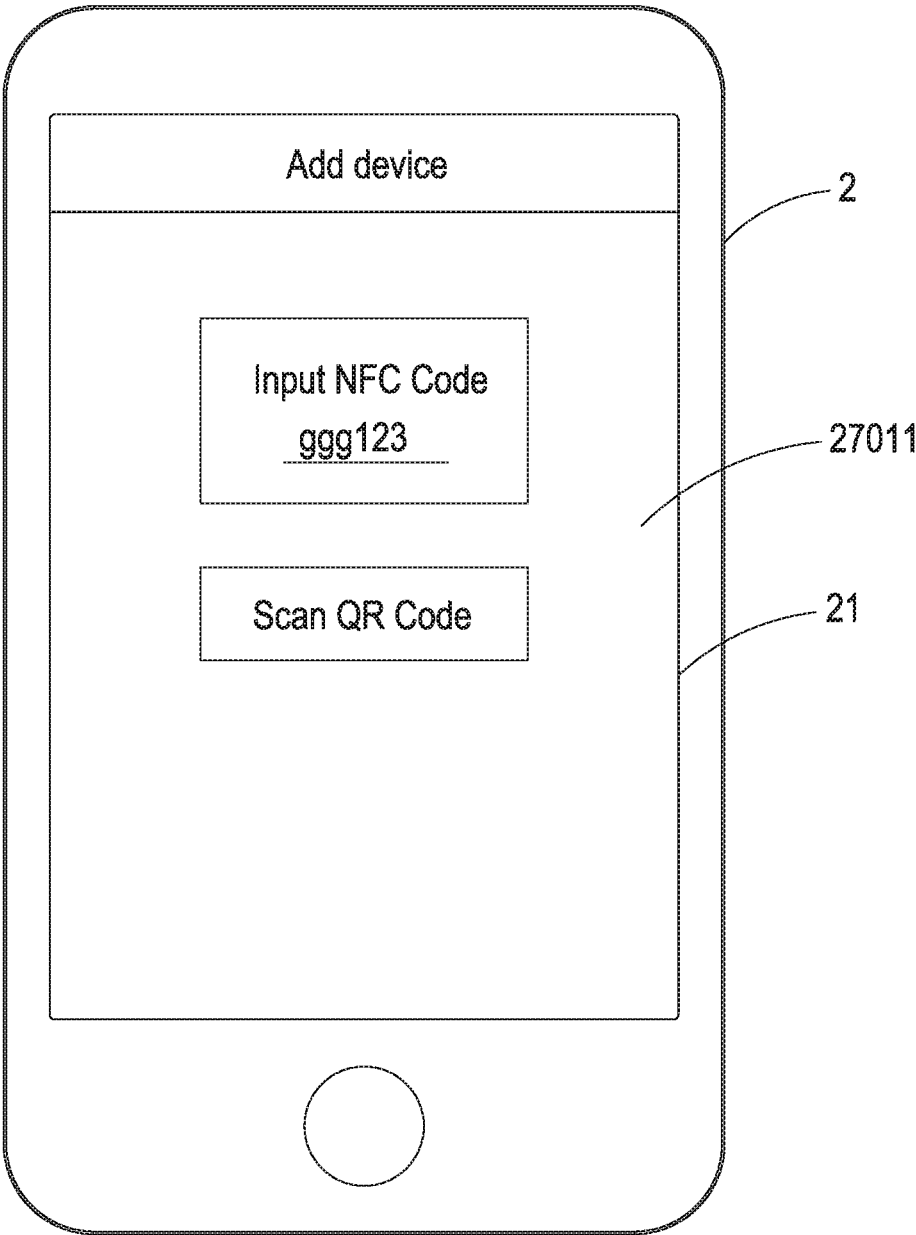 Add device
2
Input NFC Code
ggg123
27011
Scan QR Code
21